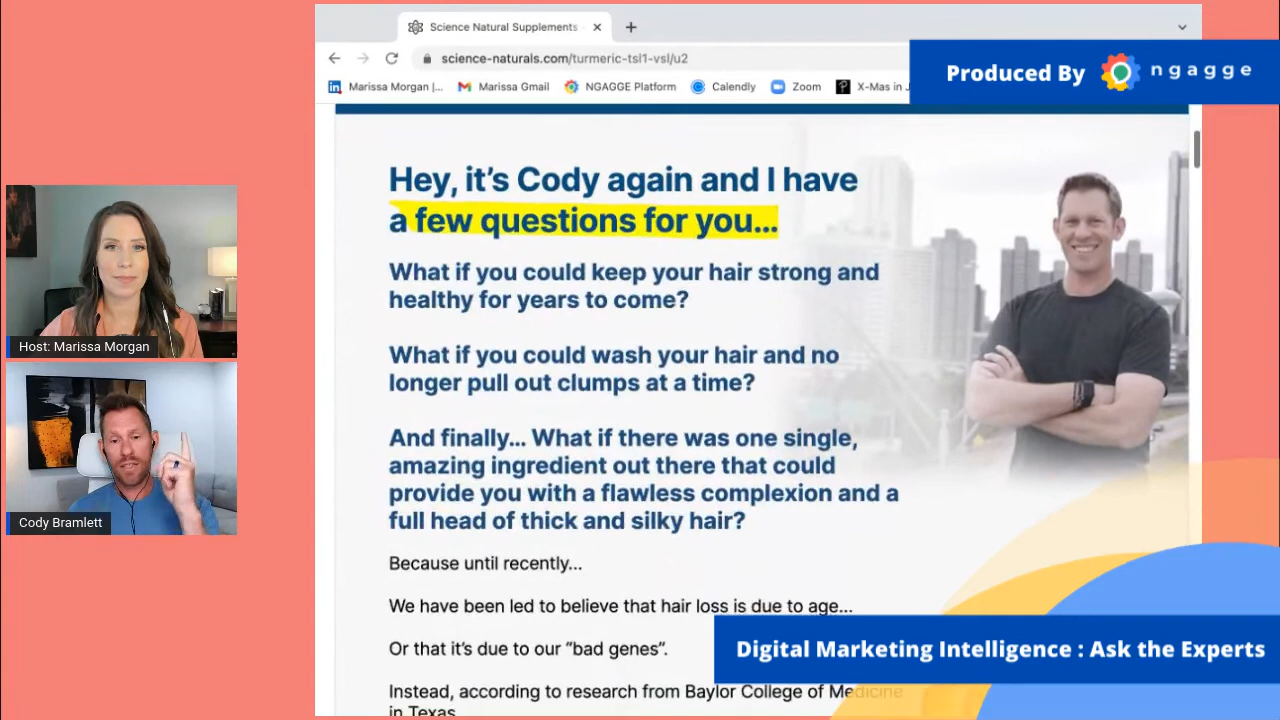 Science Natural Supplements
science-naturals.com/turmeric-tsl1-vsl/u2
Marissa Morgan |...
Marissa Gmail
NGAGGE Platform
Calendly
Zoom
X-Mas in J
Produced By ngagge
Hey, it's Cody again and I have
a few questions for you...
What if you could keep your hair strong and
healthy for years to come?
What if you could wash your hair and no
longer pull out clumps at a time?
And finally... What if there was one single,
amazing ingredient out there that could
provide you with a flawless complexion and a
full head of thick and silky hair?
Because until recently...
We have been led to believe that hair loss is due to age...
Or that it's due to our “bad genes”.
Instead, according to research from Baylor College of Medicine
in Texas
Host: Marissa Morgan
Cody Bramlett
Digital Marketing Intelligence : Ask the Experts